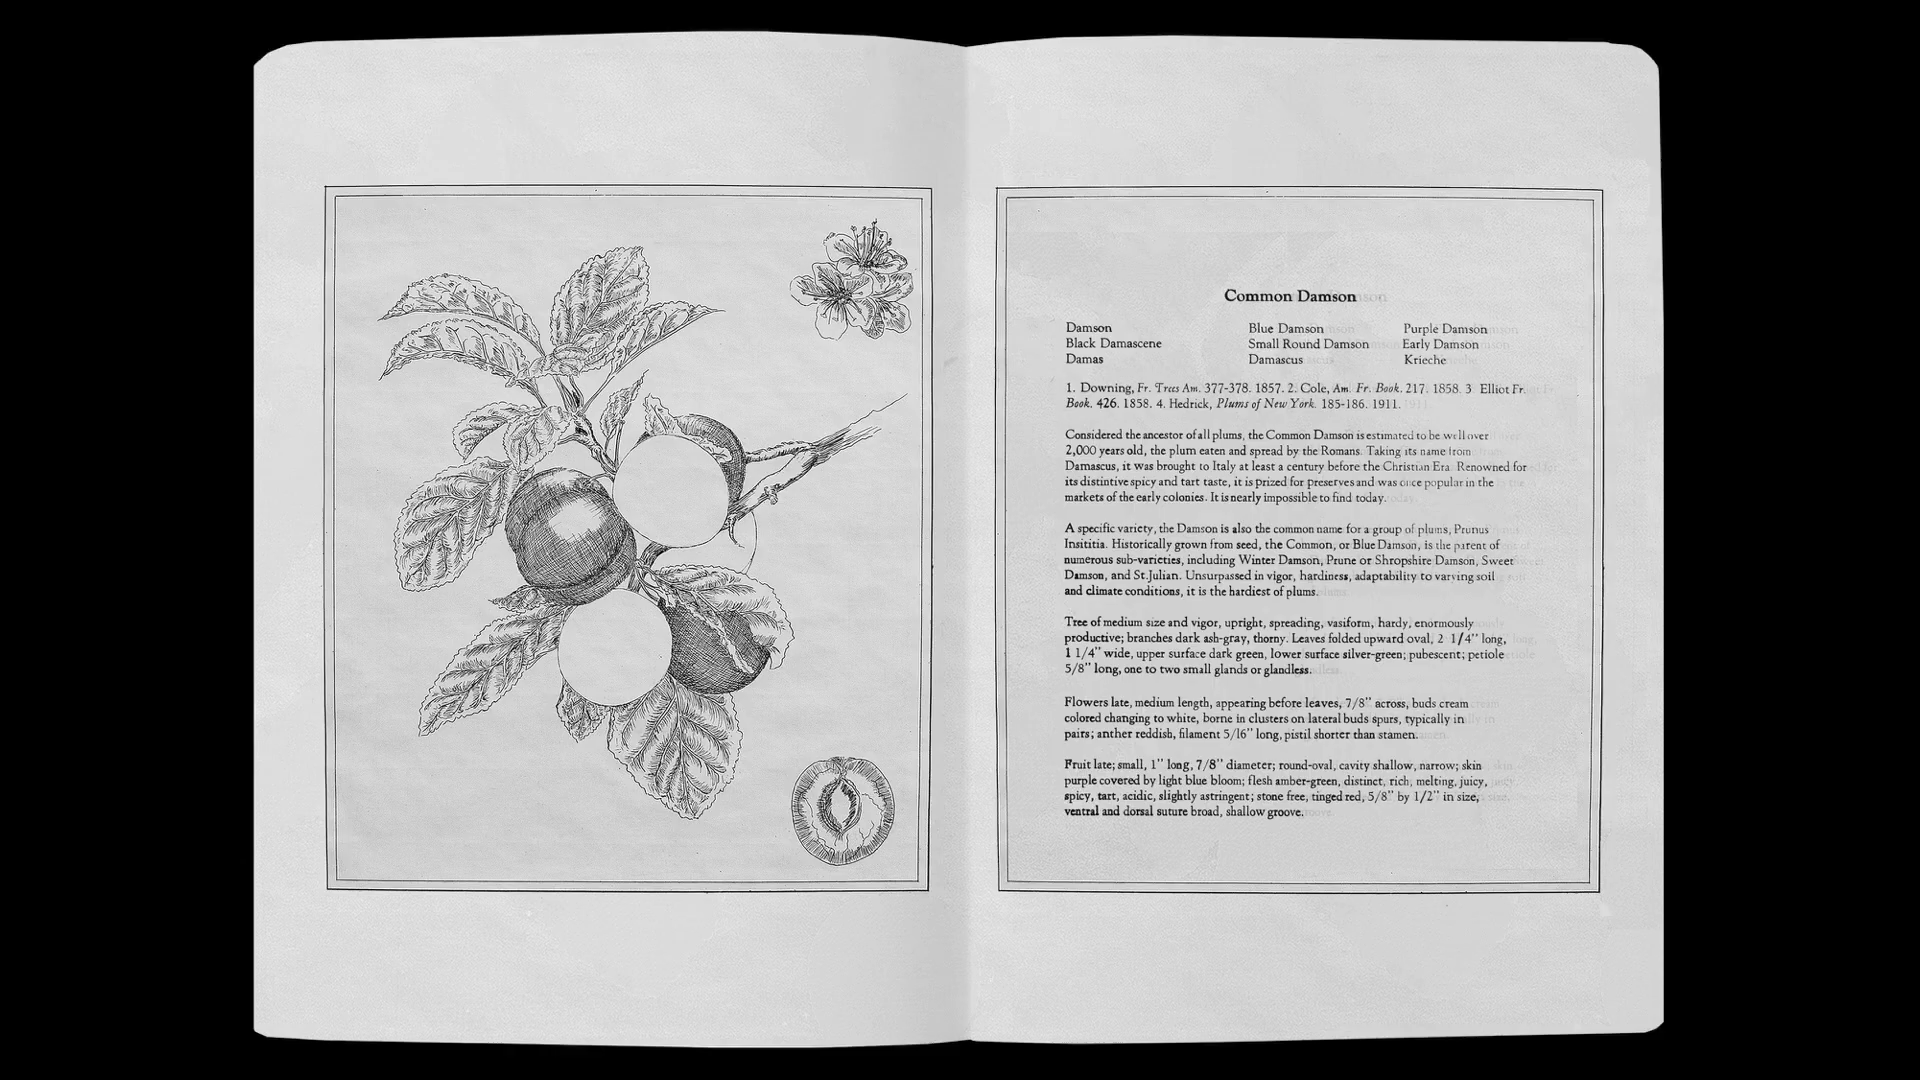 Common Damson
Damson Blue Damson Purple Damson
Black Damascene Small Round Damson Early Damson
Damas Damascus Krieche
1. Downing, Fr. Trees Am. 377-378. 1857. 2. Cole, Am. Fr. Book. 217. 1858. 3 Elliot Fr.
Book. 426. 1858. 4. Hedrick, Plums of New York. 185-186. 1911.
Considered the ancestor of all plums, the Common Damson is estimated to be well over
2,000 years old, the plum eaten and spread by the Romans. Taking its name from
Damascus, it was brought to Italy at least a century before the Christian Era. Renowned for
its distinctive spicy and tart taste, it is prized for preserves and was once popular in the
markets of the early colonies. It is nearly impossible to find today.
A specific variety, the Damson is also the common name for a group of plums, Prunus
Insititia. Historically grown from seed, the Common, or Blue Damson, is the parent of
numerous sub-varieties, including Winter Damson, Prune or Shropshire Damson, Sweet
Damson, and St. Julian. Unsurpassed in vigor, hardiness, adaptability to varying soil
and climate conditions, it is the hardiest of plums.
Tree of medium size and vigor, upright, spreading, vasiform, hardy, enormously
productive; branches dark ash-gray, thorny. Leaves folded upward oval, 2 1/4" long,
1 1/4" wide, upper surface dark green, lower surface silver-green; pubescent; petiole
5/8" long, one to two small glands or glandless.
Flowers late, medium length, appearing before leaves, 7/8" across, buds cream
colored changing to white, borne in clusters on lateral buds spurs, typically in
pairs; anther reddish, filament 5/16" long, pistil shorter than stamen.
Fruit late; small, 1" long, 7/8" diameter; round-oval, cavity shallow, narrow; skin
purple covered by light blue bloom; flesh amber-green, distinct, rich, melting, juicy,
spicy, tart, acidic, slightly astringent; stone free, tinged red, 5/8" by 1/2" in size,
ventral and dorsal suture broad, shallow groove.